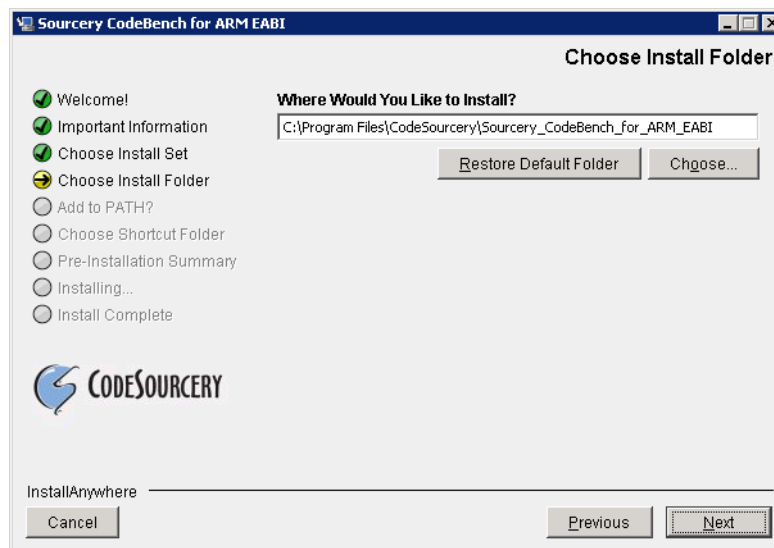 Sourcery CodeBench for ARM EABI
Choose Install Folder
Welcome!
Important Information
Choose Install Set
Choose Install Folder
Add to PATH?
Choose Shortcut Folder
Pre-Installation Summary
Installing...
Install Complete
Where Would You Like to Install?
C:\Program Files\CodeSourcery\Sourcery_CodeBench_for_ARM_EABI
Restore Default Folder
Choose...
CODESOURCERY
InstallAnywhere
Cancel
Previous
Next